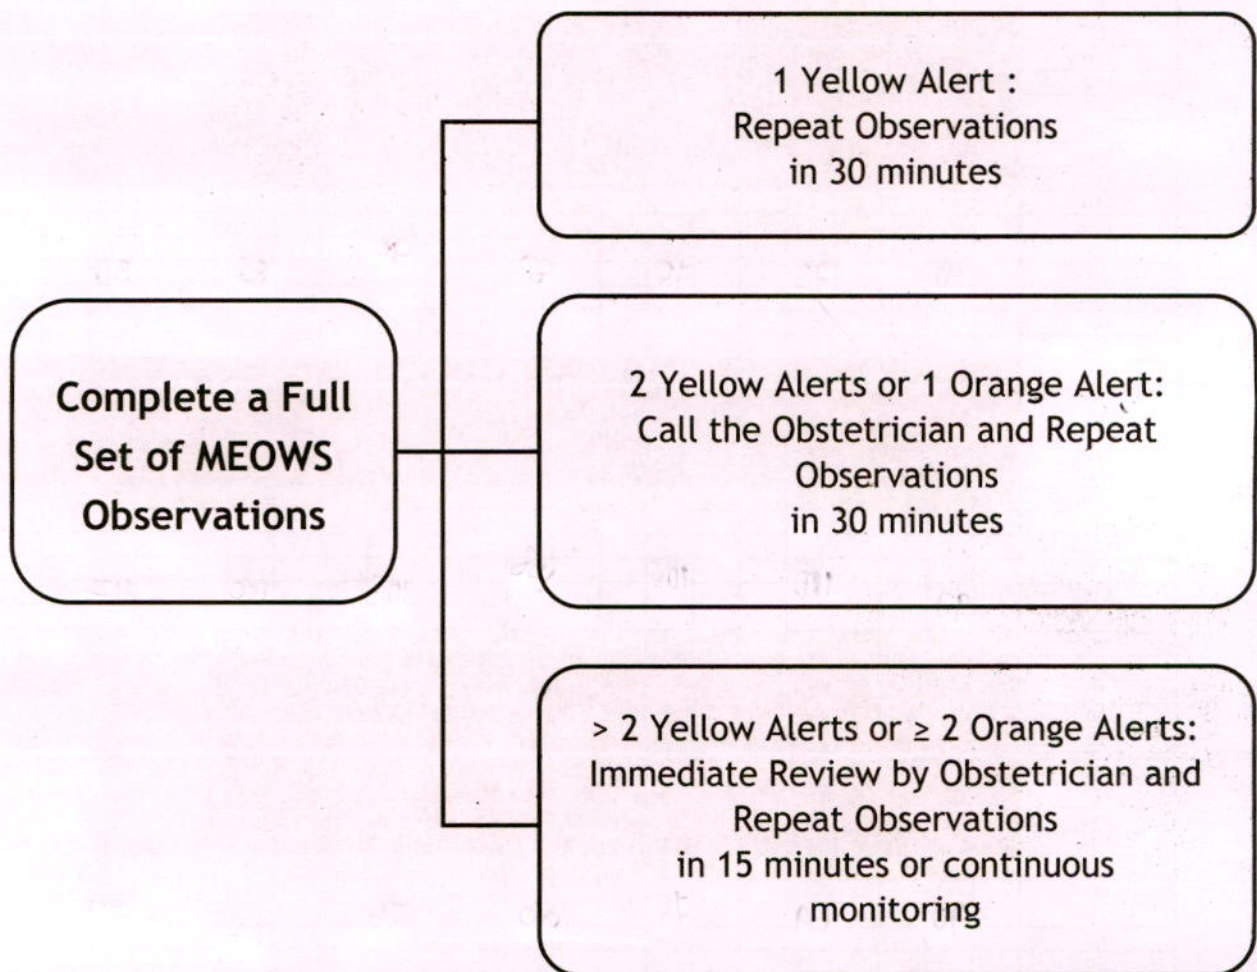 Complete a Full
Set of MEOWS
Observations
1 Yellow Alert :
Repeat Observations
in 30 minutes
2 Yellow Alerts or 1 Orange Alert:
Call the Obstetrician and Repeat
Observations
in 30 minutes
> 2 Yellow Alerts or ≥ 2 Orange Alerts:
Immediate Review by Obstetrician and
Repeat Observations
in 15 minutes or continuous
monitoring